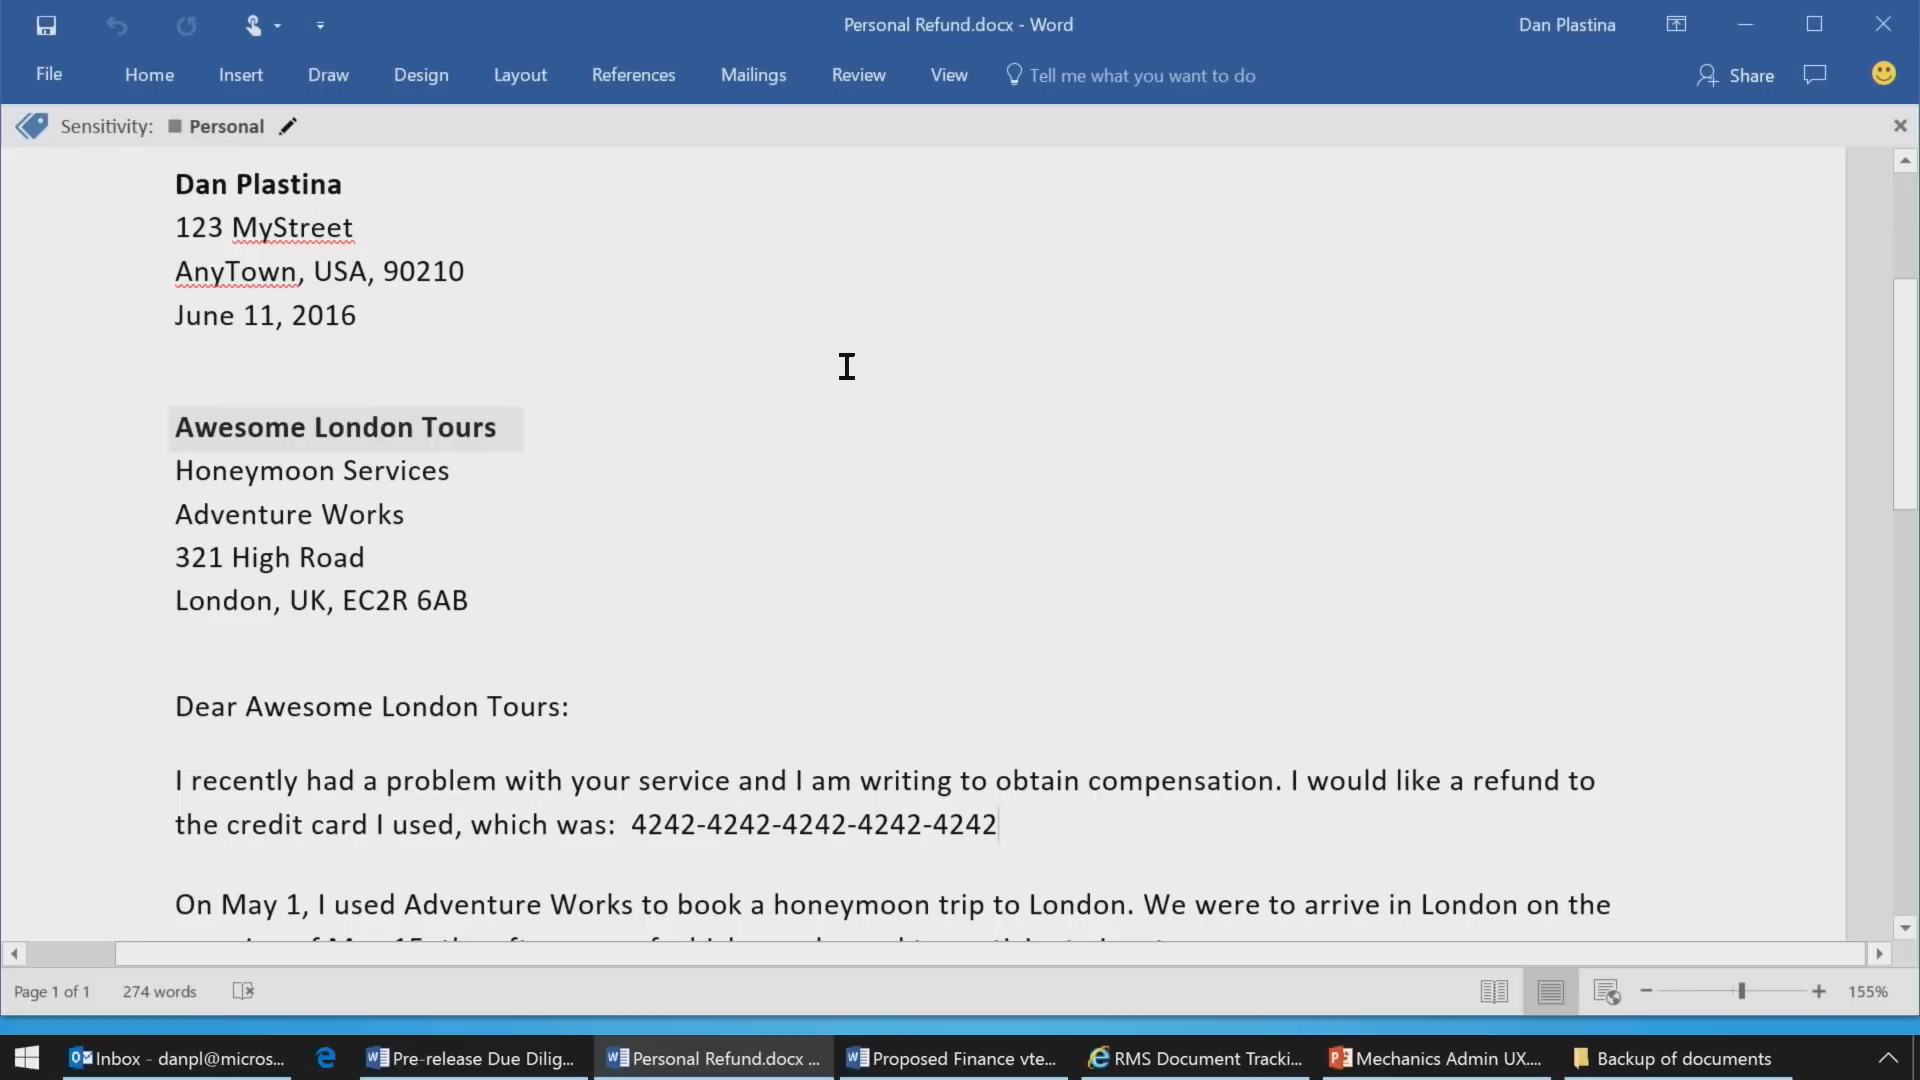 Personal Refund.docx - Word
Dan Plastina
File Home Insert Draw Design Layout References Mailings Review View Tell me what you want to do Share
Sensitivity: Personal
Dan Plastina
123 MyStreet
AnyTown, USA, 90210
June 11, 2016
Awesome London Tours
Honeymoon Services
Adventure Works
321 High Road
London, UK, EC2R 6AB
Dear Awesome London Tours:
I recently had a problem with your service and I am writing to obtain compensation. I would like a refund to
the credit card I used, which was: 4242-4242-4242-4242-4242
On May 1, I used Adventure Works to book a honeymoon trip to London. We were to arrive in London on the
Page 1 of 1 274 words 155%
Inbox - danpl@micros... Pre-release Due Dilig... Personal Refund.docx ... Proposed Finance vte... RMS Document Tracki... Mechanics Admin UX.... Backup of documents